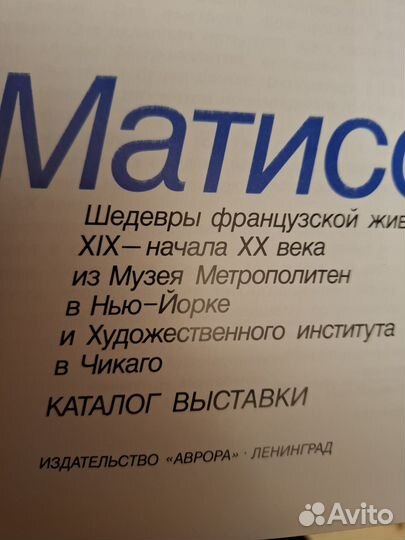 Матисс
Шедевры французской жив
XIX — начала XX века
из Музея Метрополитен
в Нью-Йорке
и Художественного института
в Чикаго
КАТАЛОГ ВЫСТАВКИ
ИЗДАТЕЛЬСТВО «АВРОРА» · ЛЕНИНГРАД
Avito